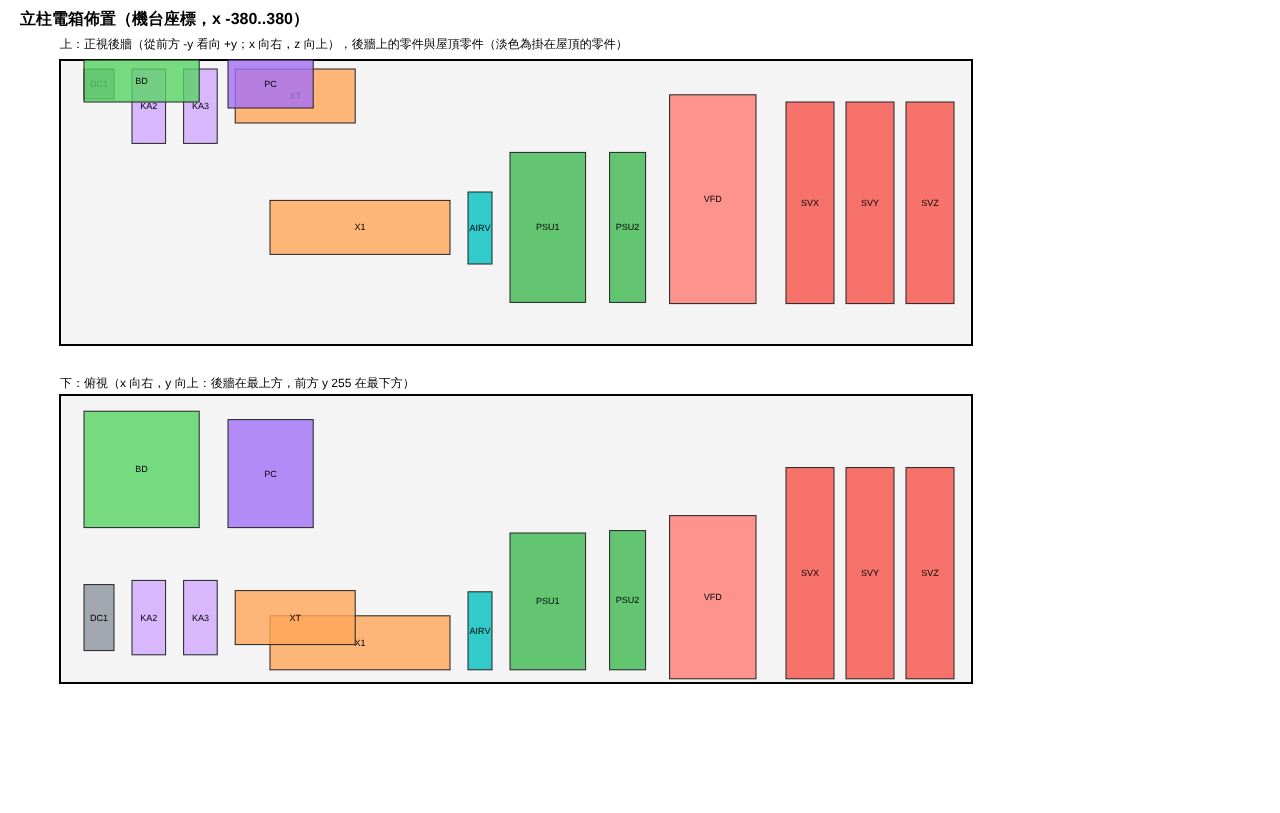 立柱電箱佈置（機台座標，x -380..380）
上：正視後牆（從前方 -y 看向 +y；x 向右，z 向上），後牆上的零件與屋頂零件（淡色為掛在屋頂的零件）
DC1 BD KA2 KA3 PC XT
X1 AIRV PSU1 PSU2 VFD SVX SVY SVZ
下：俯視（x 向右，y 向上：後牆在最上方，前方 y 255 在最下方）
BD PC
DC1 KA2 KA3 XT X1 AIRV PSU1 PSU2 VFD SVX SVY SVZ